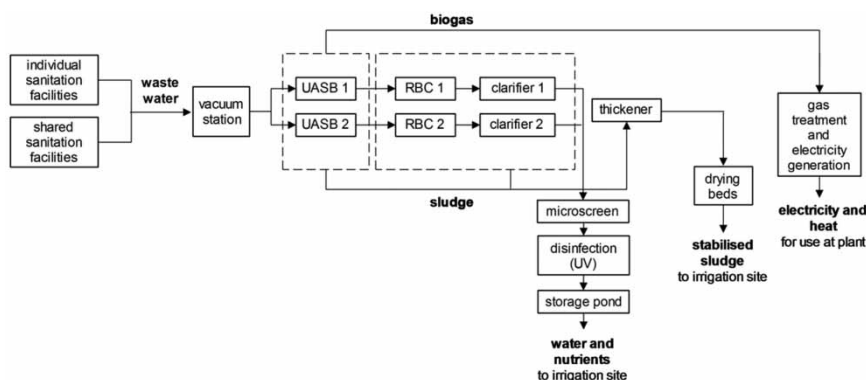 biogas
individual
sanitation
facilities
shared
sanitation
facilities
waste
water
vacuum
station
UASB 1
RBC 1
clarifier 1
UASB 2
RBC 2
clarifier 2
thickener
gas
treatment
and
electricity
generation
drying
beds
sludge
microscreen
disinfection
(UV)
storage pond
water and
nutrients
to irrigation site
stabilised
sludge
to irrigation site
electricity and
heat
for use at plant